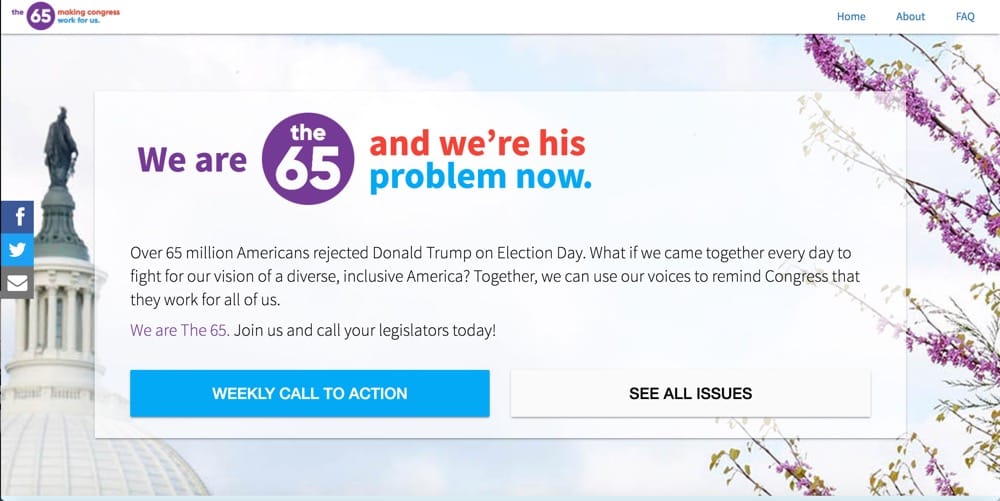 the 65 making congress
work for us.
Home About FAQ
We are the 65 and we're his
problem now.
Over 65 million Americans rejected Donald Trump on Election Day. What if we came together every day to
fight for our vision of a diverse, inclusive America? Together, we can use our voices to remind Congress that
they work for all of us.
We are The 65. Join us and call your legislators today!
WEEKLY CALL TO ACTION
SEE ALL ISSUES